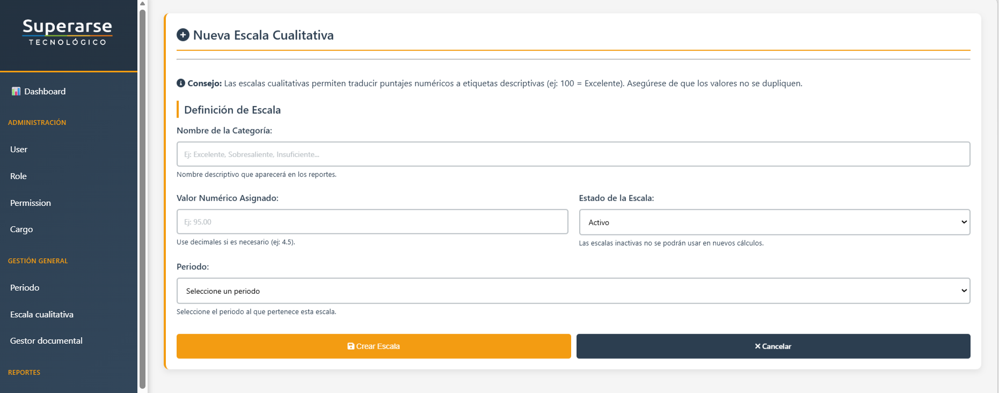 Superarse
TECNOLÓGICO
Dashboard
ADMINISTRACIÓN
User
Role
Permission
Cargo
GESTIÓN GENERAL
Periodo
Escala cualitativa
Gestor documental
REPORTES
Nueva Escala Cualitativa
Consejo: Las escalas cualitativas permiten traducir puntajes numéricos a etiquetas descriptivas (ej: 100 = Excelente). Asegúrese de que los valores no se dupliquen.
Definición de Escala
Nombre de la Categoría:
Ej: Excelente, Sobresaliente, Insuficiente...
Nombre descriptivo que aparecerá en los reportes.
Valor Numérico Asignado:
Ej: 95.00
Use decimales si es necesario (ej: 4.5).
Estado de la Escala:
Activo
Las escalas inactivas no se podrán usar en nuevos cálculos.
Periodo:
Seleccione un periodo
Seleccione el periodo al que pertenece esta escala.
Crear Escala
Cancelar